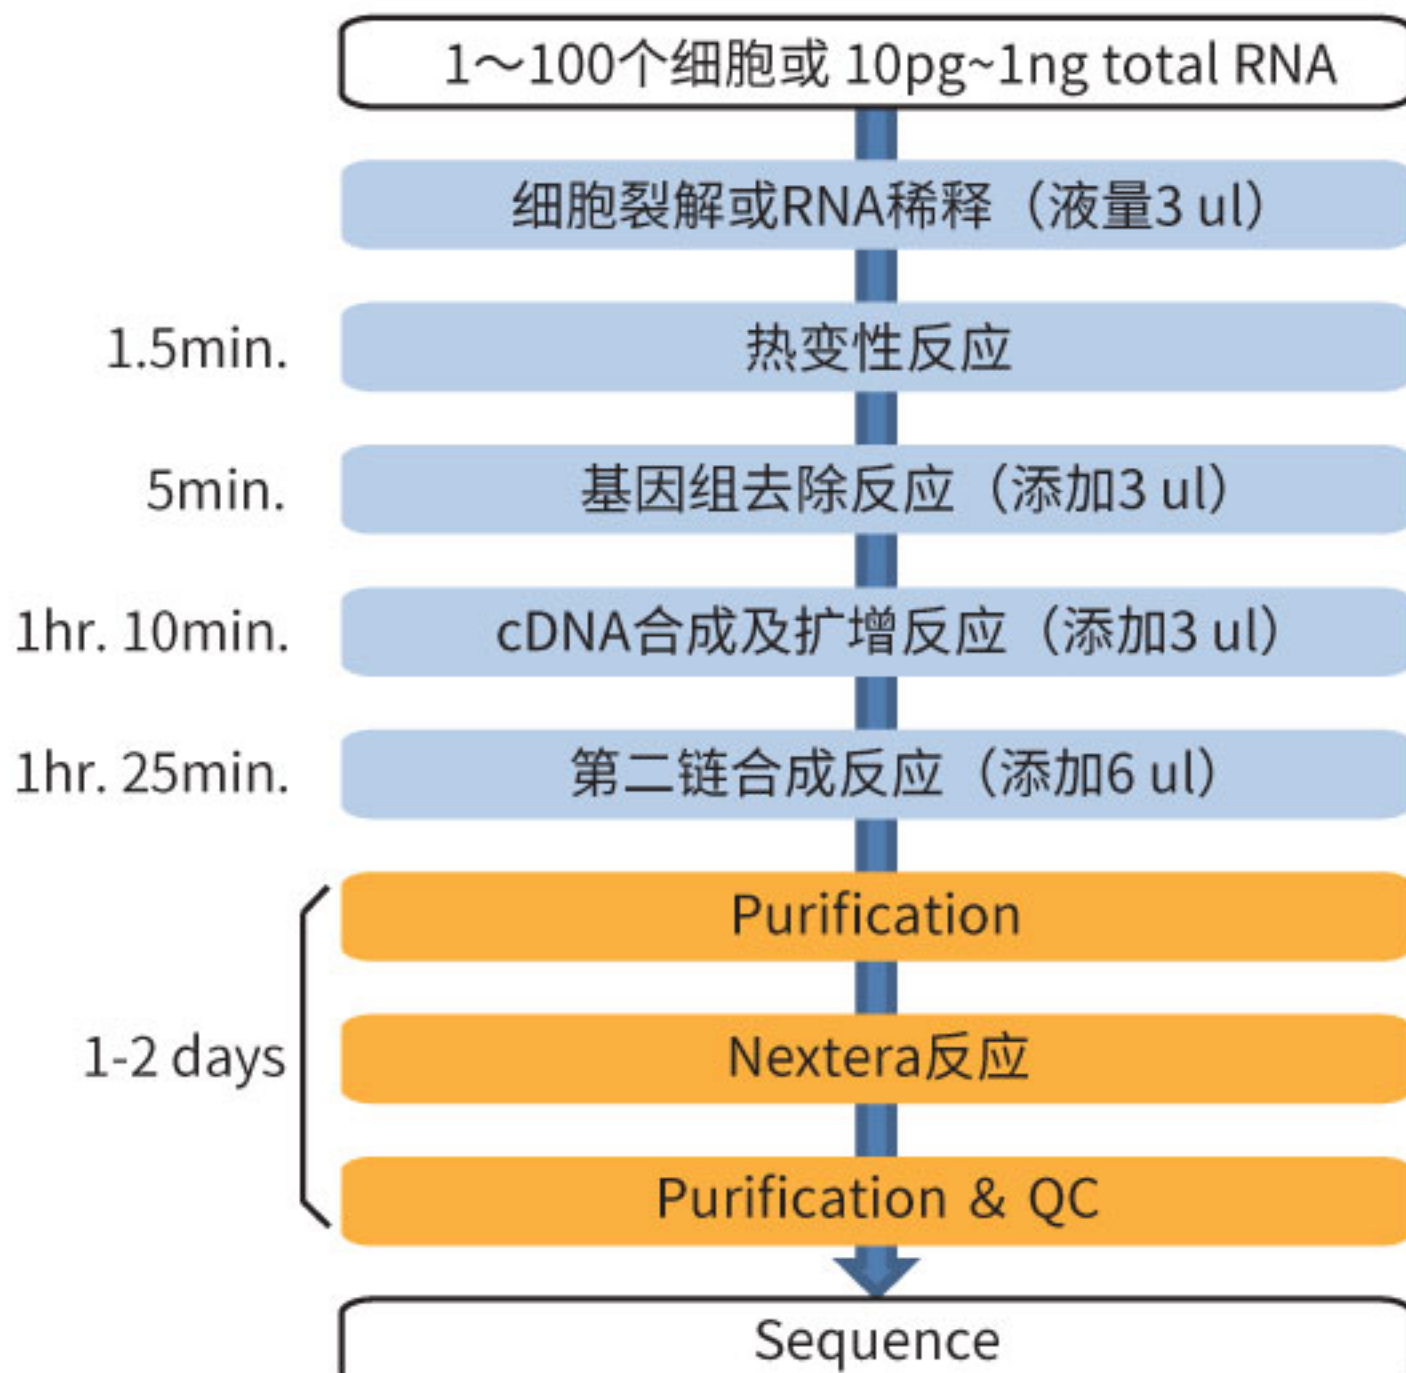 1～100个细胞或 10pg~1ng total RNA
细胞裂解或RNA稀释（液量3 ul）
1.5min.
热变性反应
5min.
基因组去除反应（添加3 ul）
1hr. 10min.
cDNA合成及扩增反应（添加3 ul）
1hr. 25min.
第二链合成反应（添加6 ul）
Purification
1-2 days
Nextera反应
Purification & QC
Sequence